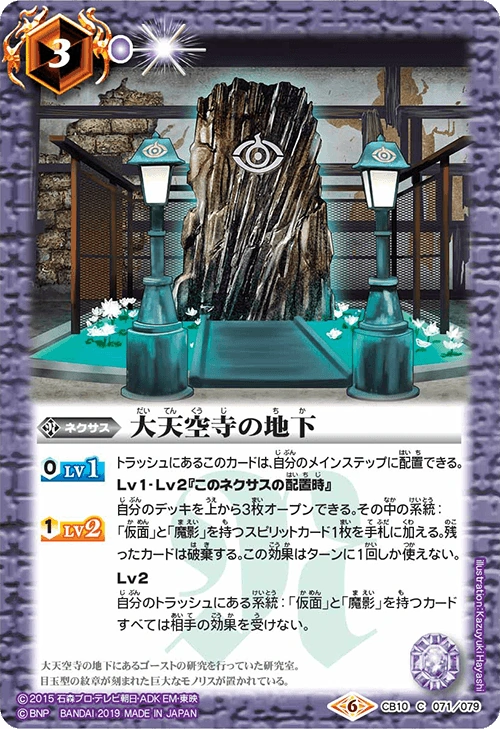 3
ネクサス 大天空寺の地下
だい てん くう じ ち か
0 LV1
トラッシュにあるこのカードは、自分のメインステップに配置できる。
Lv1・Lv2『このネクサスの配置時』
1 LV2
自分のデッキを上から3枚オープンできる。その中の系統：
「仮面」と「魔影」を持つスピリットカード1枚を手札に加える。残
ったカードは破棄する。この効果はターンに1回しか使えない。
Lv2
自分のトラッシュにある系統：「仮面」と「魔影」を持つカード
すべては相手の効果を受けない。
大天空寺の地下にあるゴーストの研究を行っていた研究室。
目玉型の紋章が刻まれた巨大なモノリスが置かれている。
illustration:Kazuyuki Hayashi
©2015 石森プロ・テレビ朝日・ADK EM・東映
©BNP BANDAI 2019 MADE IN JAPAN
6 CB10 C 071/079